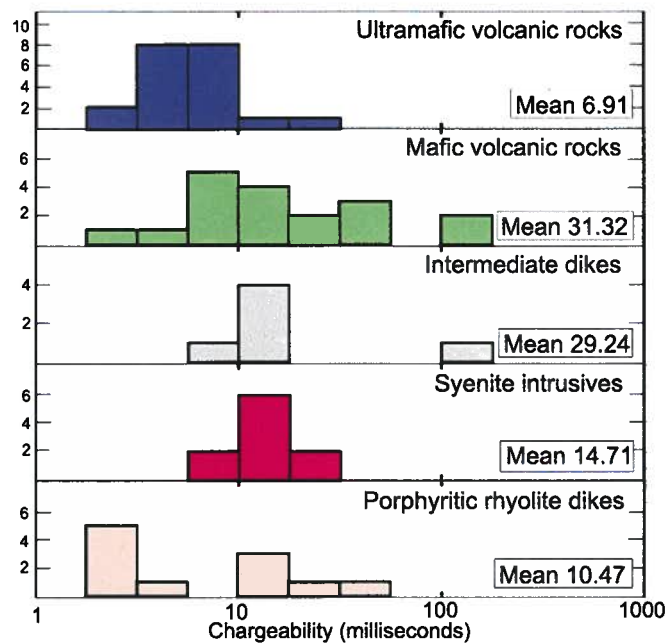 10
8
6
4
2
Ultramafic volcanic rocks
Mean 6.91
6
4
2
Mafic volcanic rocks
Mean 31.32
4
2
Intermediate dikes
Mean 29.24
6
4
2
Syenite intrusives
Mean 14.71
6
4
2
Porphyritic rhyolite dikes
Mean 10.47
1 10 100 1000
Chargeability (milliseconds)